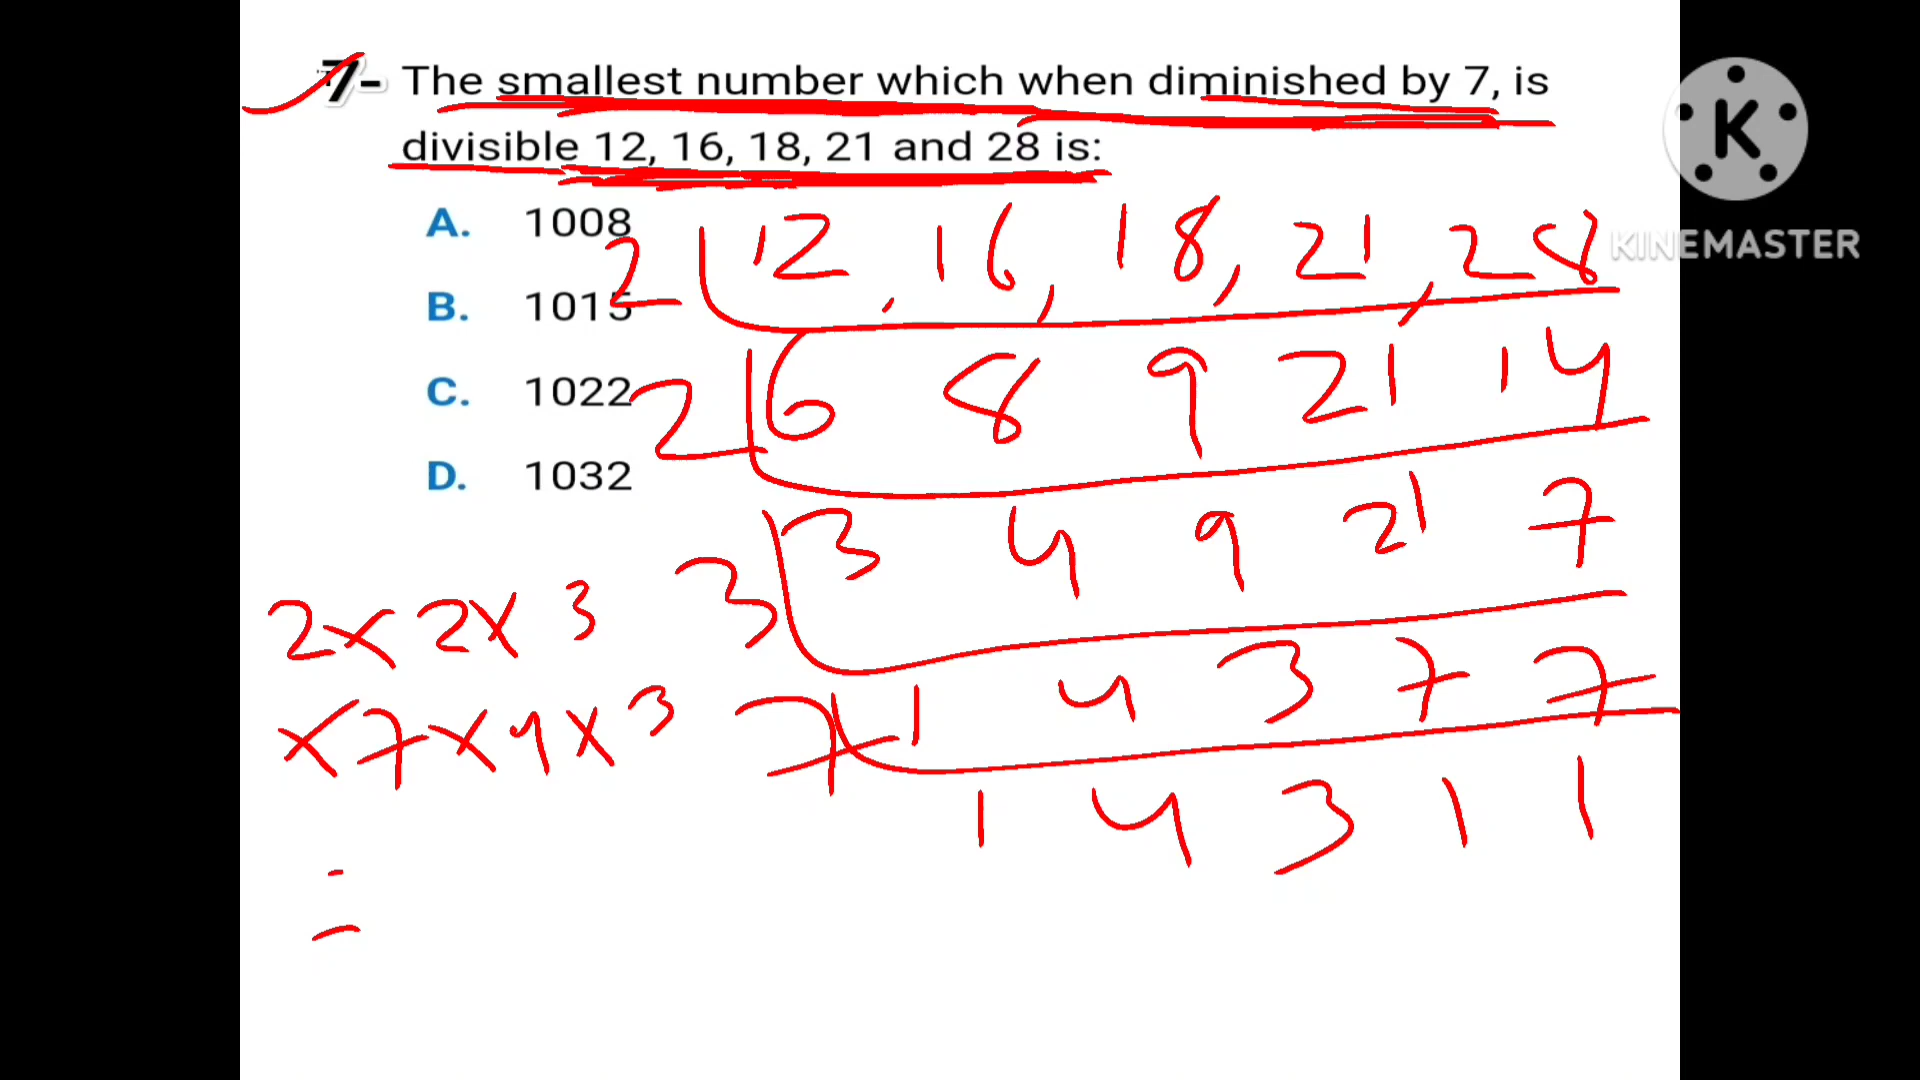 7- The smallest number which when diminished by 7, is
divisible 12, 16, 18, 21 and 28 is:
A. 1008
B. 1015
C. 1022
D. 1032
K
KINEMASTER
2 12, 16, 18, 21, 28
2 6 8 9 21 14
3 3 4 9 21 7
7 1 4 3 7 7
1 4 3 1 1
2 x 2 x 3
x 7 x 4 x 3
=